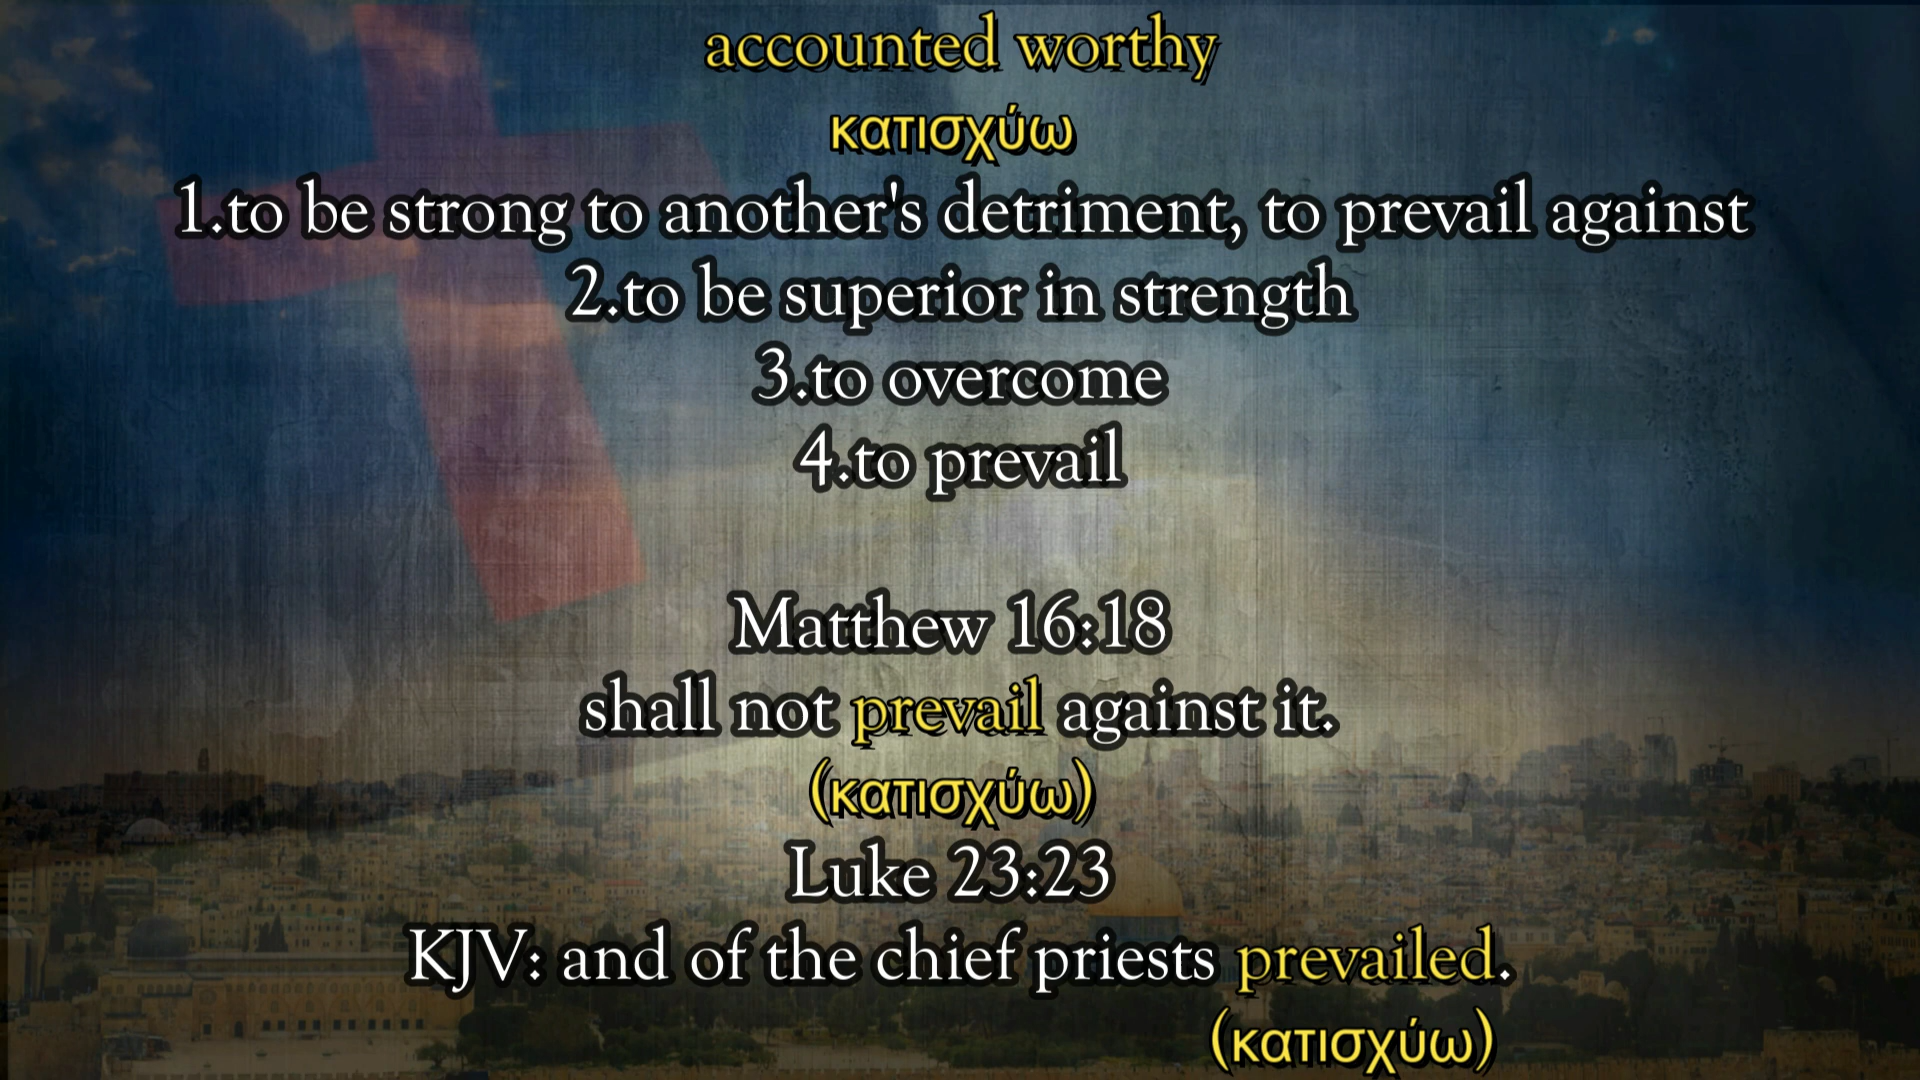 accounted worthy
κατισχύω
1.to be strong to another's detriment, to prevail against
2.to be superior in strength
3.to overcome
4.to prevail
Matthew 16:18
shall not prevail against it.
(κατισχύω)
Luke 23:23
KJV: and of the chief priests prevailed.
(κατισχύω)